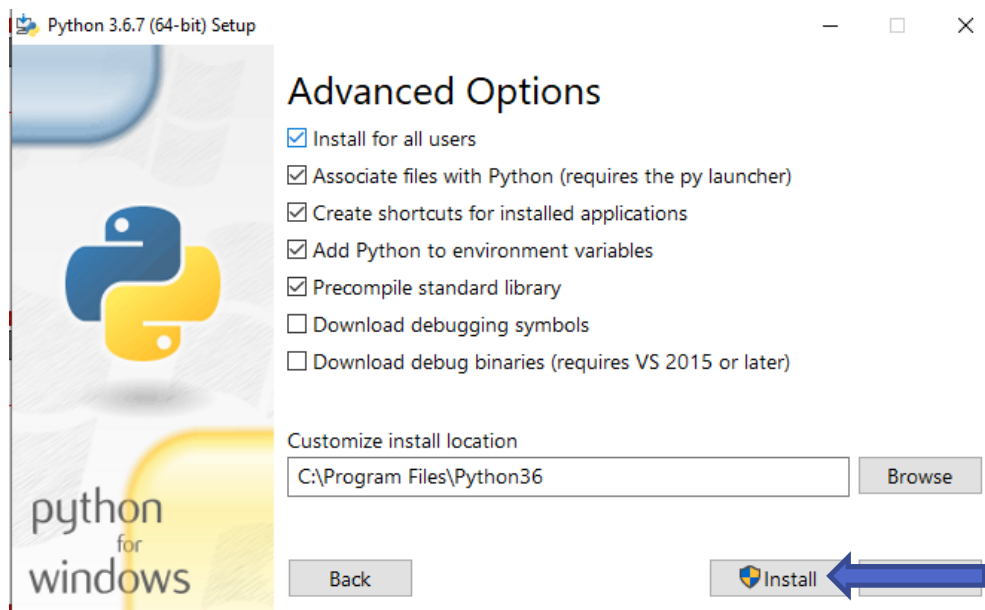 Python 3.6.7 (64-bit) Setup
Advanced Options
Install for all users
Associate files with Python (requires the py launcher)
Create shortcuts for installed applications
Add Python to environment variables
Precompile standard library
Download debugging symbols
Download debug binaries (requires VS 2015 or later)
Customize install location
C:\Program Files\Python36
Browse
python
for
windows
Back
Install